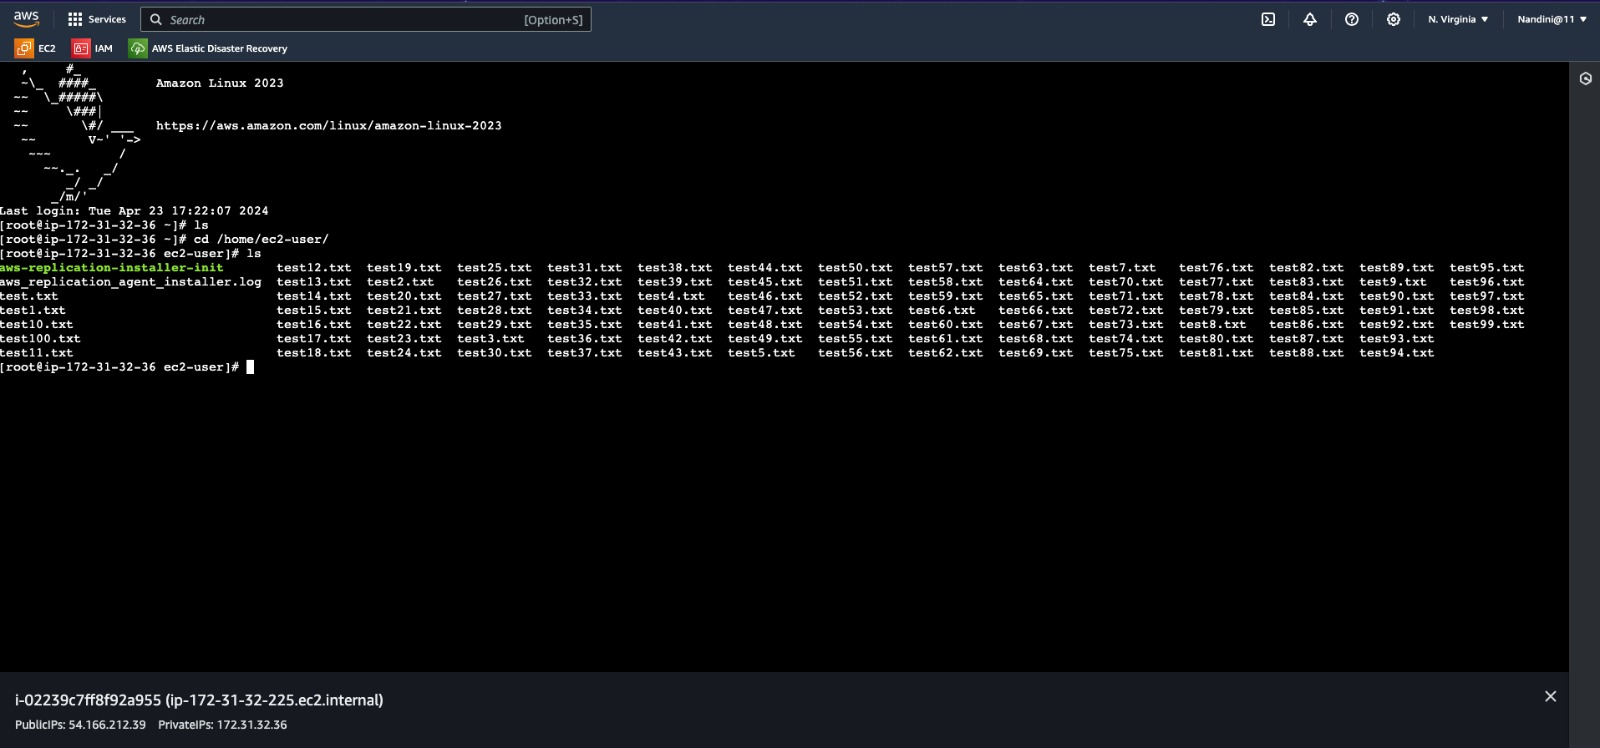 aws
Services
Search
[Option+S]
N. Virginia ▼
Nandini@11 ▼
EC2
IAM
AWS Elastic Disaster Recovery
   ,     #_
   ~\_  ####_        Amazon Linux 2023
  ~~  \_#####\
  ~~     \###|
  ~~       \#/ ___   https://aws.amazon.com/linux/amazon-linux-2023
   ~~       V~' '->
    ~~~         /
      ~~._.   _/
         _/ _/
       _/m/'
Last login: Tue Apr 23 17:22:07 2024
[root@ip-172-31-32-36 ~]# ls
[root@ip-172-31-32-36 ~]# cd /home/ec2-user/
[root@ip-172-31-32-36 ec2-user]# ls
aws-replication-installer-init test12.txt test19.txt test25.txt test31.txt test38.txt test44.txt test50.txt test57.txt test63.txt test7.txt test76.txt test82.txt test89.txt test95.txt
aws_replication_agent_installer.log test13.txt test2.txt test26.txt test32.txt test39.txt test45.txt test51.txt test58.txt test64.txt test70.txt test77.txt test83.txt test9.txt test96.txt
test.txt test14.txt test20.txt test27.txt test33.txt test4.txt test46.txt test52.txt test59.txt test65.txt test71.txt test78.txt test84.txt test90.txt test97.txt
test1.txt test15.txt test21.txt test28.txt test34.txt test40.txt test47.txt test53.txt test6.txt test66.txt test72.txt test79.txt test85.txt test91.txt test98.txt
test10.txt test16.txt test22.txt test29.txt test35.txt test41.txt test48.txt test54.txt test60.txt test67.txt test73.txt test8.txt test86.txt test92.txt test99.txt
test100.txt test17.txt test23.txt test3.txt test36.txt test42.txt test49.txt test55.txt test61.txt test68.txt test74.txt test80.txt test87.txt test93.txt
test11.txt test18.txt test24.txt test30.txt test37.txt test43.txt test5.txt test56.txt test62.txt test69.txt test75.txt test81.txt test88.txt test94.txt
[root@ip-172-31-32-36 ec2-user]#
i-02239c7ff8f92a955 (ip-172-31-32-225.ec2.internal)
PublicIPs: 54.166.212.39 PrivateIPs: 172.31.32.36